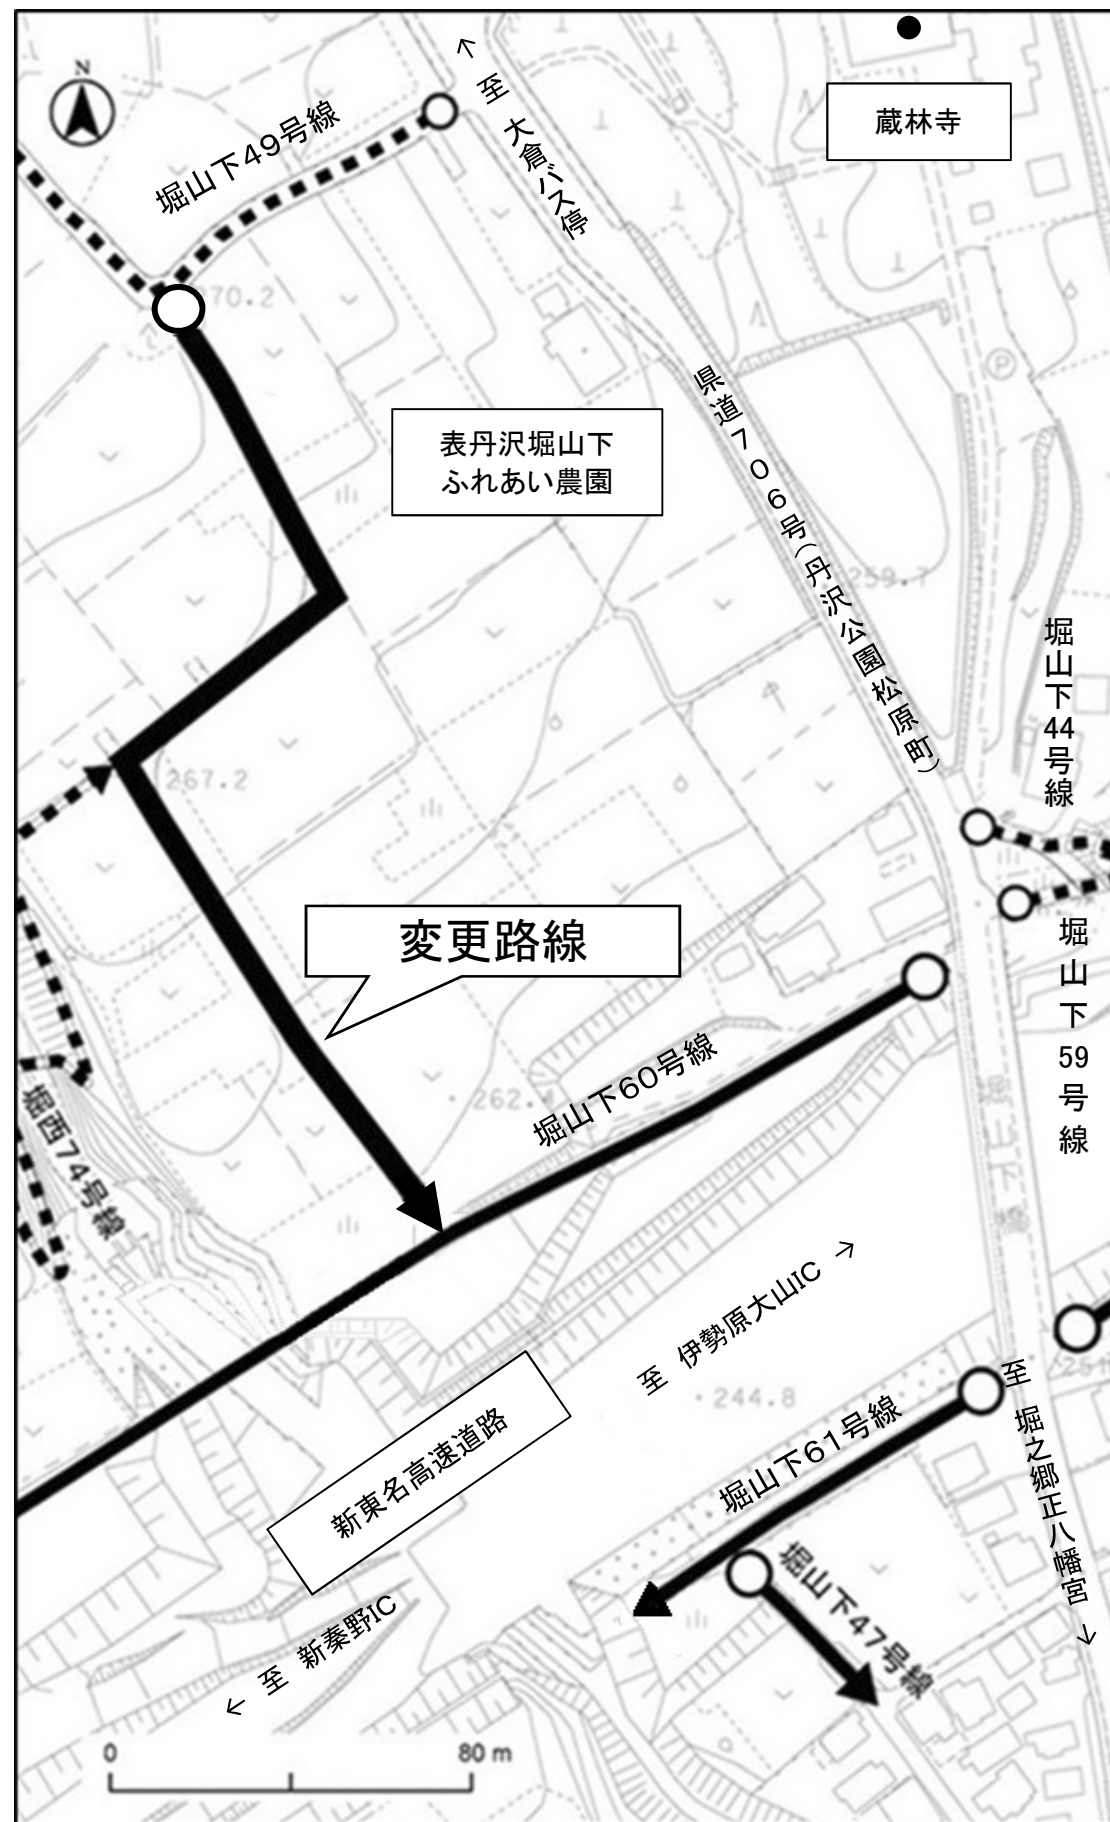 N
堀山下49号線
↑ 至 大倉バス停
蔵林寺
270.2
表丹沢堀山下
ふれあい農園
県道706号(丹沢公園松原町)
P
259.7
堀山下44号線
267.2
変更路線
堀山下59号線
堀山下60号線
262.4
堀西74号線
至 伊勢原大山IC →
244.8
新東名高速道路
堀山下61号線
至 堀之郷正八幡宮 →
堀山下47号線
← 至 新秦野IC
0 80 m